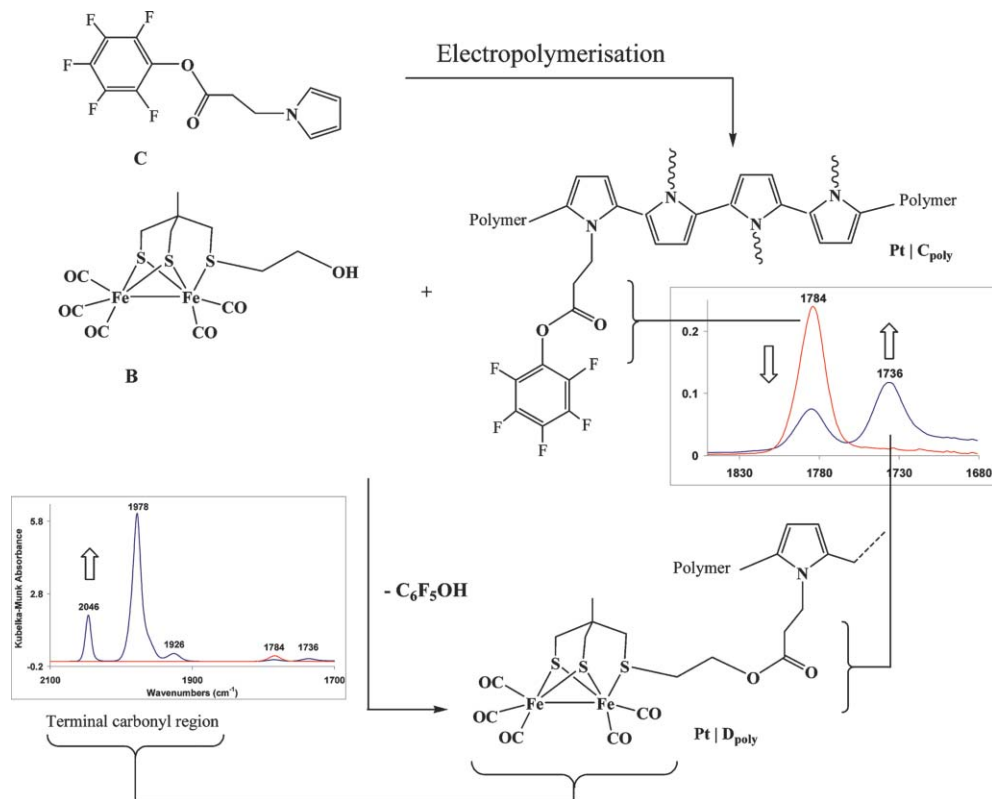 Electropolymerisation
F
F
F
F
F
O
O
N
C
S
S
S
OH
OC
OC
OC
Fe
Fe
CO
CO
B
+
Polymer
N
N
N
N
Polymer
Pt | Cpoly
O
O
F
F
F
F
F
1784
1736
0.2
0.1
0
1830
1780
1730
1680
- C6F5OH
Kubelka-Munk Absorbance
5.8
2.8
-0.2
1978
2046
1926
1784
1736
2100
1900
1700
Wavenumbers (cm-1)
Terminal carbonyl region
Polymer
N
S
S
S
O
O
OC
OC
OC
Fe
Fe
CO
CO
Pt | Dpoly